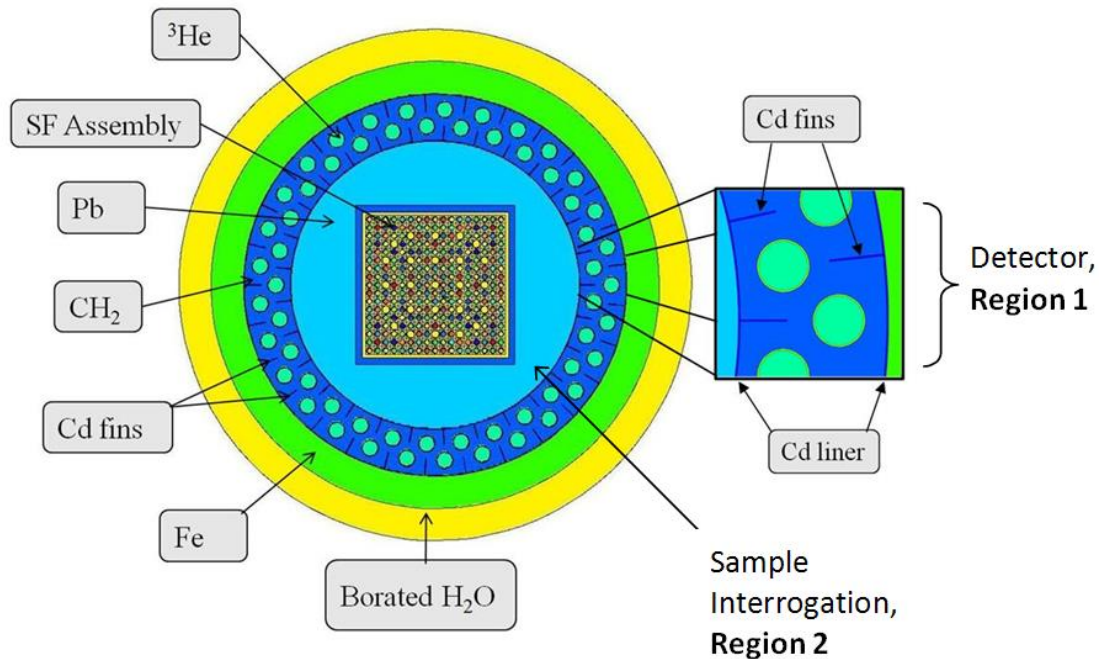 ³He
SF Assembly
Pb
CH₂
Cd fins
Fe
Borated H₂O
Cd fins
Detector,
Region 1
Cd liner
Sample
Interrogation,
Region 2